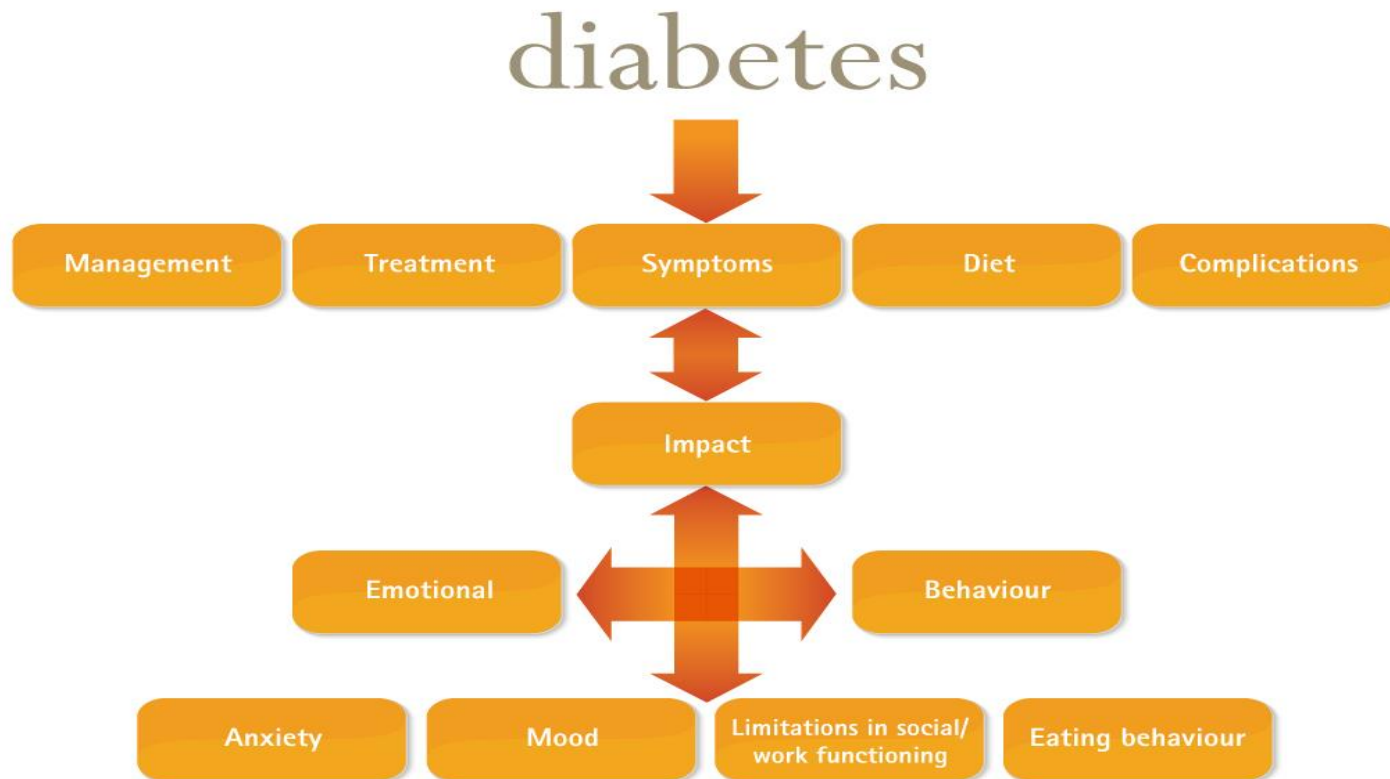 diabetes
Management
Treatment
Symptoms
Diet
Complications
Impact
Emotional
Behaviour
Anxiety
Mood
Limitations in social/
work functioning
Eating behaviour